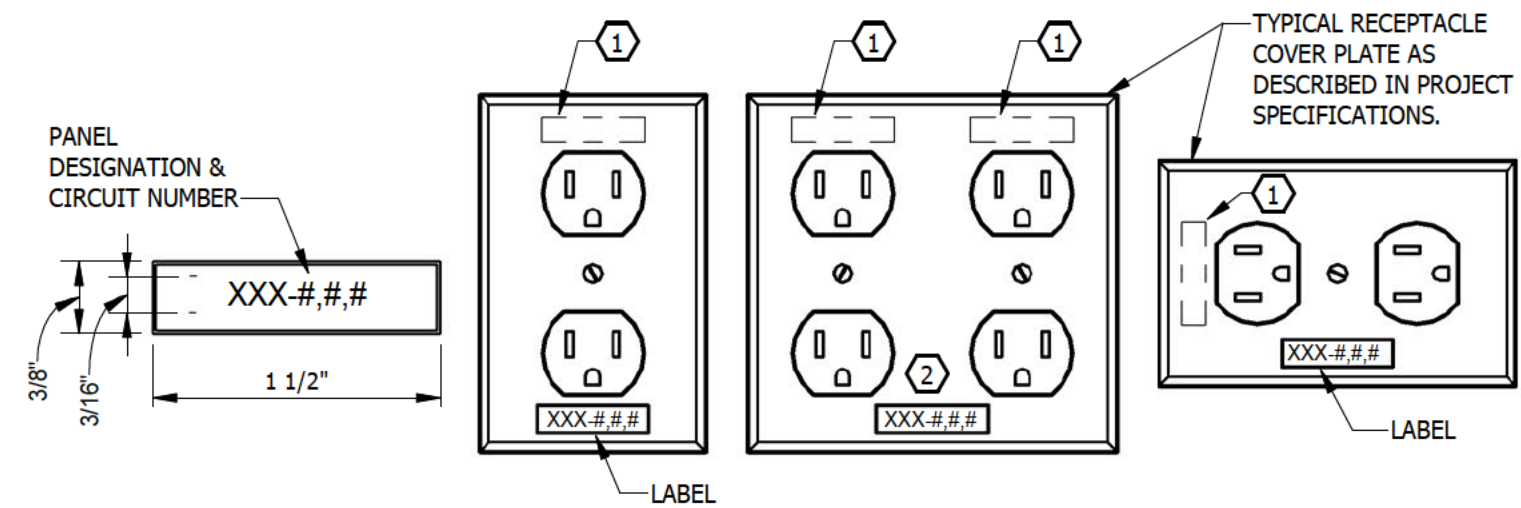 PANEL
DESIGNATION &
CIRCUIT NUMBER
XXX-#,#,#
3/8"
3/16"
1 1/2"
1
XXX-#,#,#
LABEL
1
1
2
XXX-#,#,#
TYPICAL RECEPTACLE
COVER PLATE AS
DESCRIBED IN PROJECT
SPECIFICATIONS.
1
XXX-#,#,#
LABEL